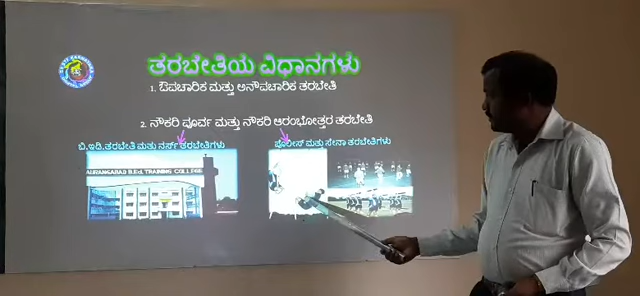 ತರಬೇತಿಯ ವಿಧಾನಗಳು
1. ಔಪಚಾರಿಕ ಮತ್ತು ಅನೌಪಚಾರಿಕ ತರಬೇತಿ
2. ನೌಕರಿ ಪೂರ್ವ ಮತ್ತು ನೌಕರಿ ಆರಂಭೋತ್ತರ ತರಬೇತಿ
ಬಿ.ಇಡಿ.ತರಬೇತಿ ಮತ್ತು ನರ್ಸ್ ತರಬೇತಿಗಳು
ಪೊಲೀಸ್ ಮತ್ತು ಸೇನಾ ತರಬೇತಿಗಳು
AURANGABAD B.Ed. TRAINING COLLEGE